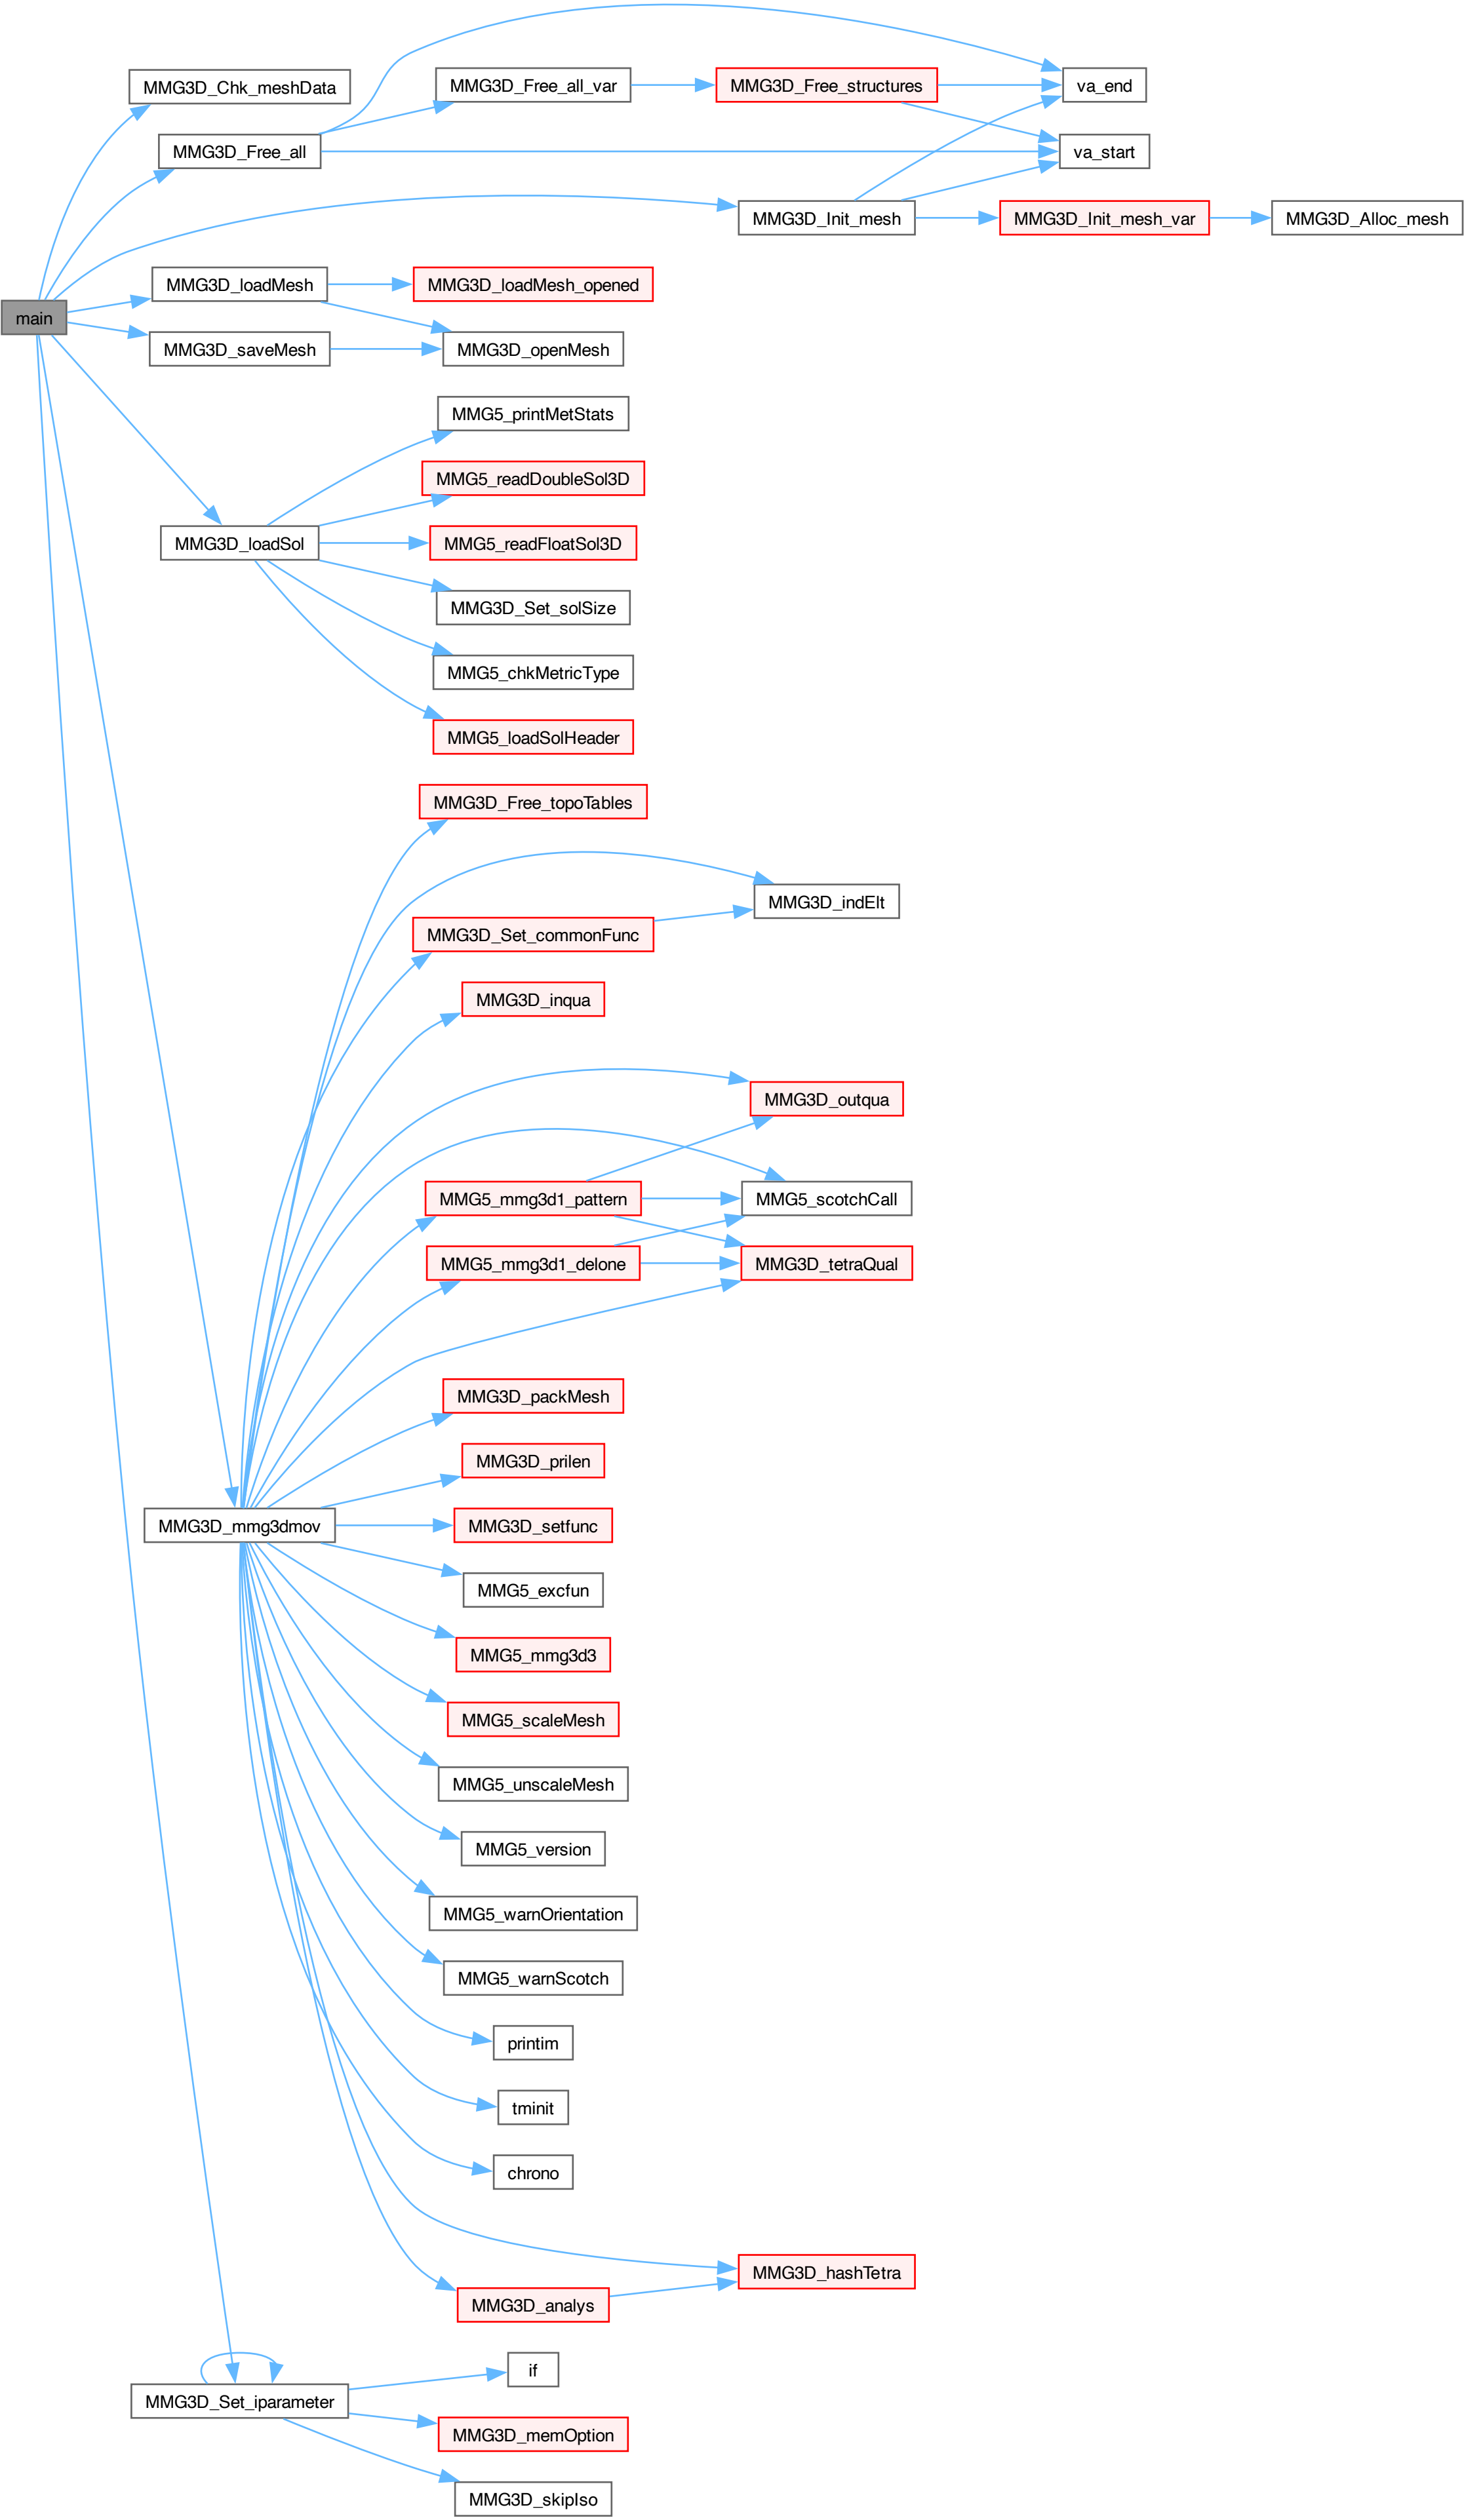 MMG3D_Chk_meshData
MMG3D_Free_all_var
MMG3D_Free_structures
va_end
MMG3D_Free_all
va_start
MMG3D_Init_mesh
MMG3D_Init_mesh_var
MMG3D_Alloc_mesh
MMG3D_loadMesh
MMG3D_loadMesh_opened
main
MMG3D_saveMesh
MMG3D_openMesh
MMG5_printMetStats
MMG5_readDoubleSol3D
MMG3D_loadSol
MMG5_readFloatSol3D
MMG3D_Set_solSize
MMG5_chkMetricType
MMG5_loadSolHeader
MMG3D_Free_topoTables
MMG3D_indElt
MMG3D_Set_commonFunc
MMG3D_inqua
MMG3D_outqua
MMG5_mmg3d1_pattern
MMG5_scotchCall
MMG5_mmg3d1_delone
MMG3D_tetraQual
MMG3D_packMesh
MMG3D_prilen
MMG3D_mmg3dmov
MMG3D_setfunc
MMG5_excfun
MMG5_mmg3d3
MMG5_scaleMesh
MMG5_unscaleMesh
MMG5_version
MMG5_warnOrientation
MMG5_warnScotch
printim
tminit
chrono
MMG3D_hashTetra
MMG3D_analys
if
MMG3D_Set_iparameter
MMG3D_memOption
MMG3D_skipIso